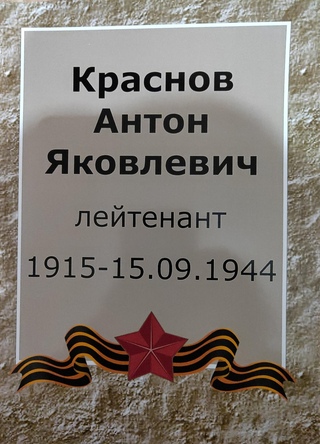 Краснов
Антон
Яковлевич
лейтенант
1915-15.09.1944